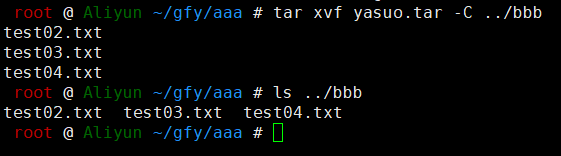 root @ Aliyun ~/gfy/aaa # tar xvf yasuo.tar -C ../bbb
test02.txt
test03.txt
test04.txt
root @ Aliyun ~/gfy/aaa # ls ../bbb
test02.txt  test03.txt  test04.txt
root @ Aliyun ~/gfy/aaa #